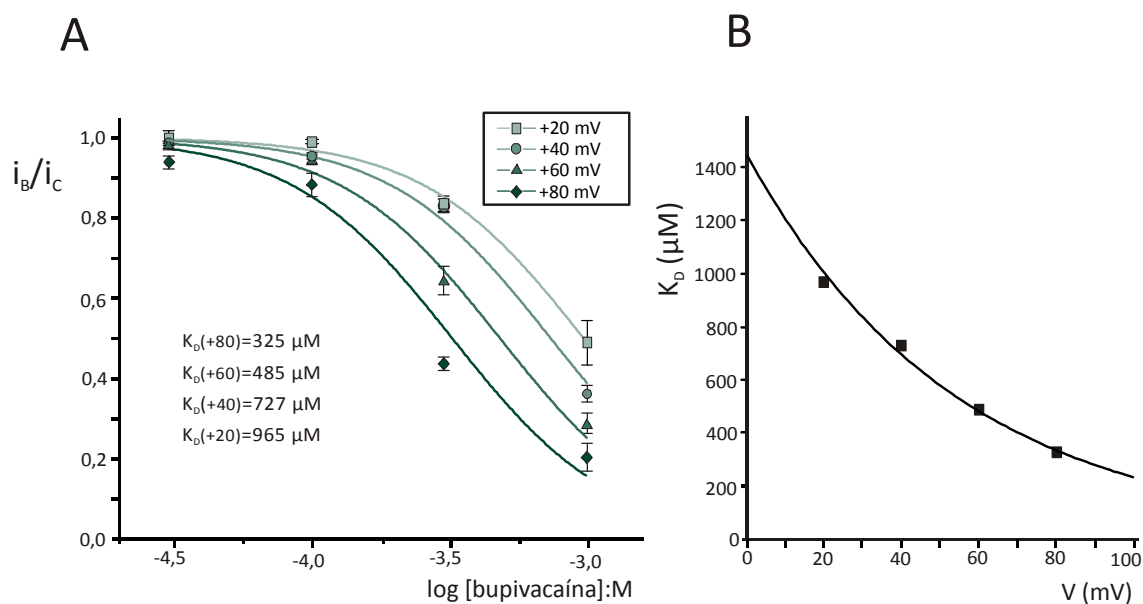 A
B
1,0
0,8
0,6
0,4
0,2
0,0
i_B/i_C
+20 mV
+40 mV
+60 mV
+80 mV
K_D(+80)=325 µM
K_D(+60)=485 µM
K_D(+40)=727 µM
K_D(+20)=965 µM
-4,5 -4,0 -3,5 -3,0
log [bupivacaína]:M
1400
1200
1000
800
600
400
200
0
K_D (µM)
0 20 40 60 80 100
V (mV)